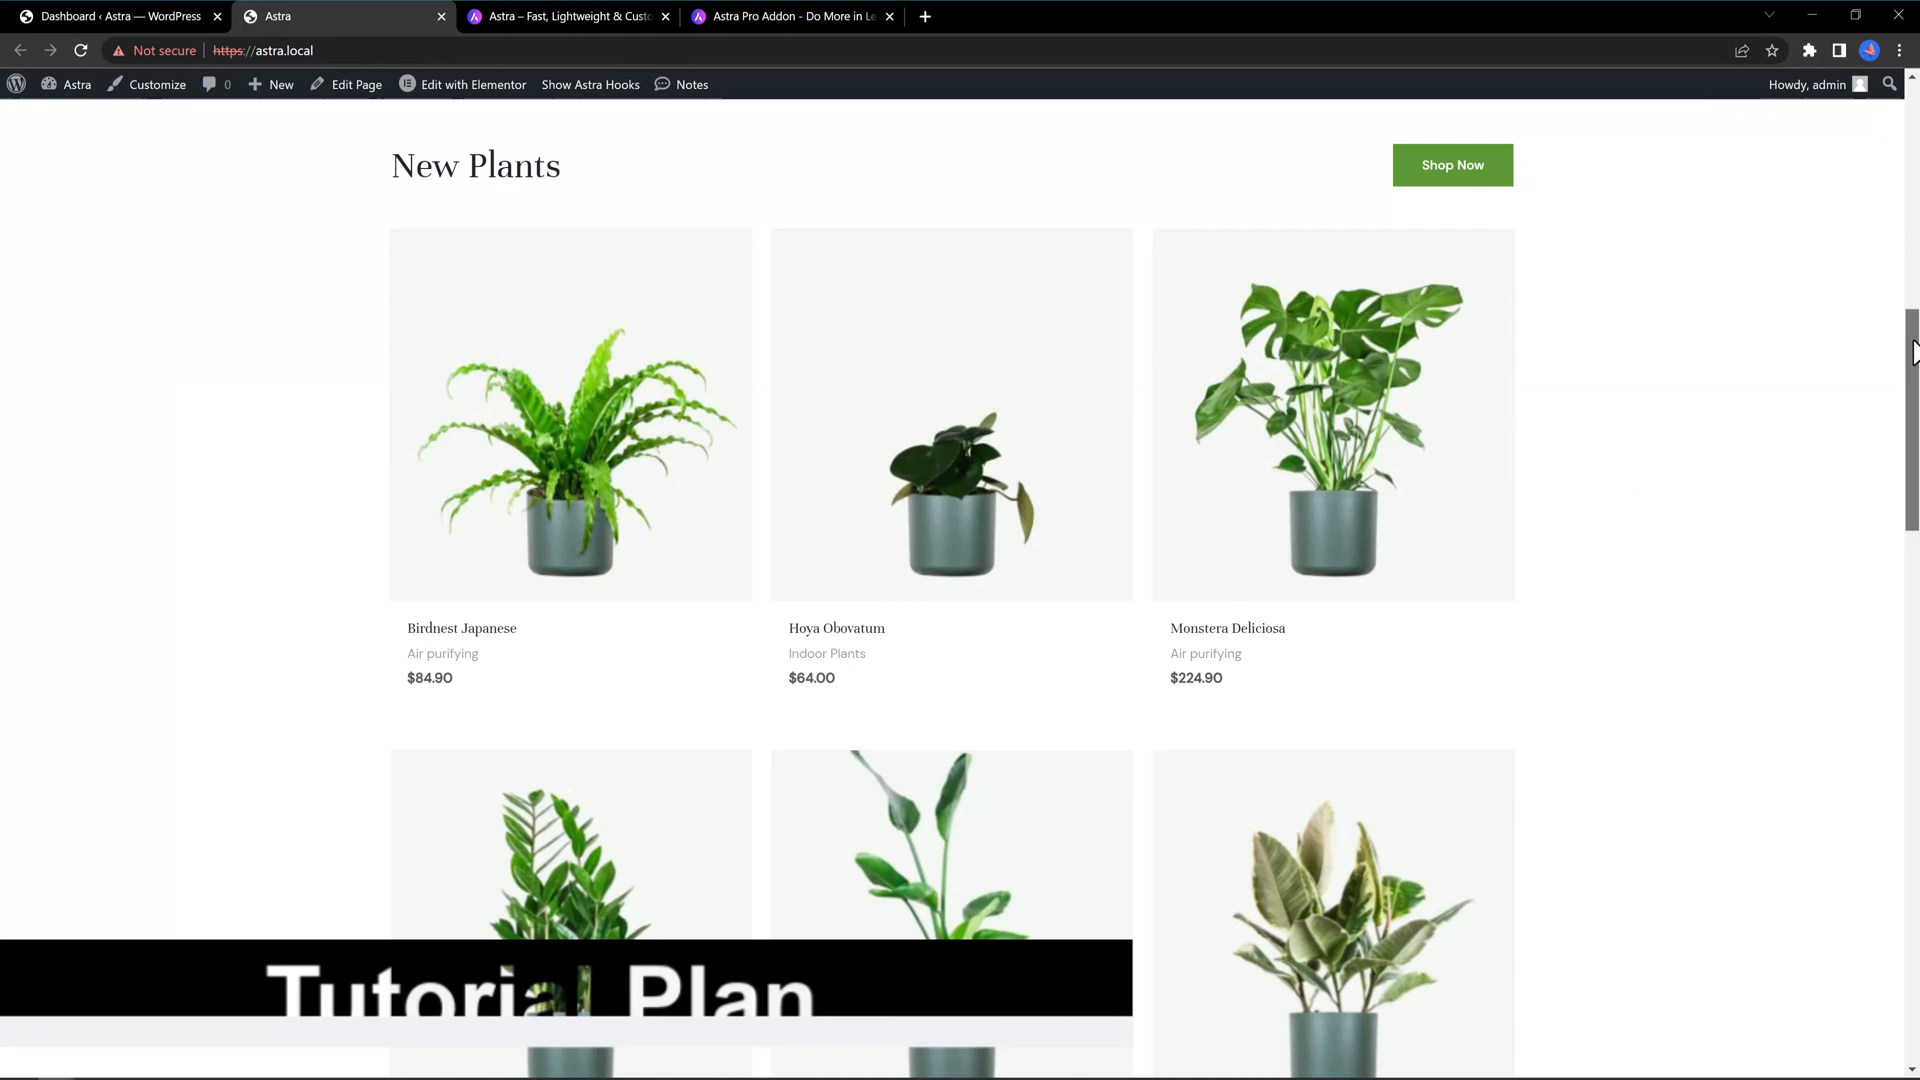 Dashboard ‹ Astra — WordPress
Astra
Astra – Fast, Lightweight & Custo
Astra Pro Addon - Do More in Le
Not secure
https://astra.local
Astra
Customize
0
New
Edit Page
Edit with Elementor
Show Astra Hooks
Notes
Howdy, admin
New Plants
Shop Now
Birdnest Japanese
Air purifying
$84.90
Hoya Obovatum
Indoor Plants
$64.00
Monstera Deliciosa
Air purifying
$224.90
Tutorial Plan